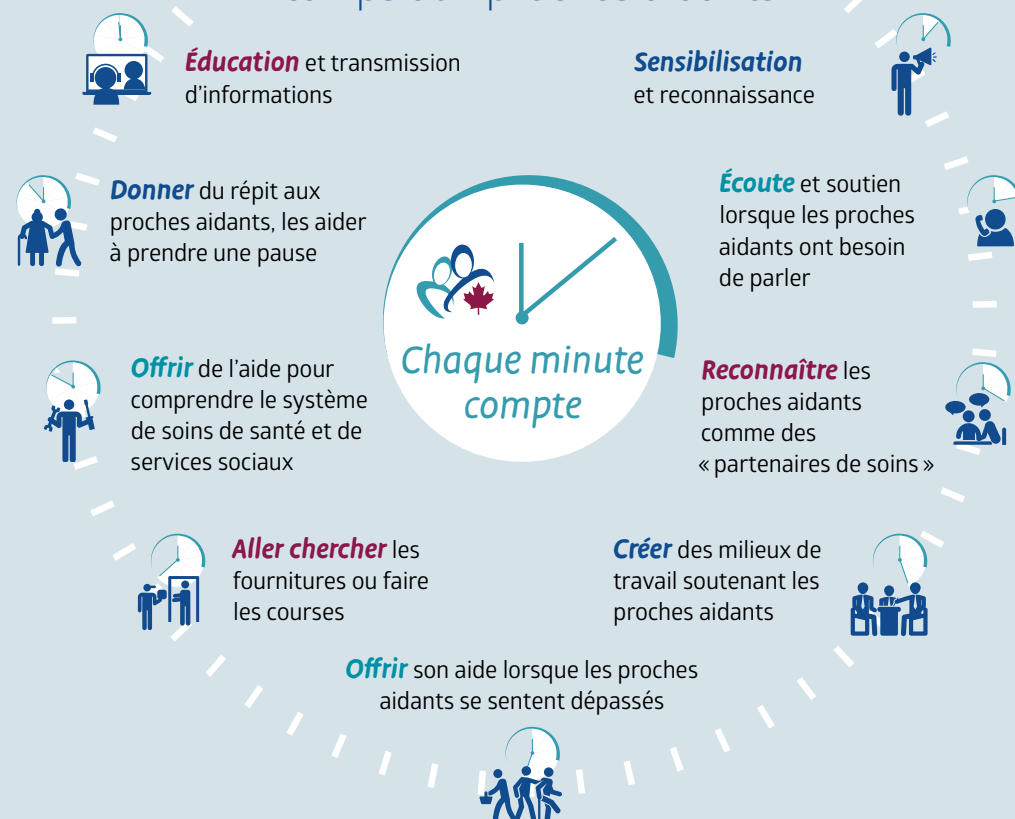 Éducation et transmission
d'informations
Sensibilisation
et reconnaissance
Donner du répit aux
proches aidants, les aider
à prendre une pause
Écoute et soutien
lorsque les proches
aidants ont besoin
de parler
Chaque minute
compte
Offrir de l'aide pour
comprendre le système
de soins de santé et de
services sociaux
Reconnaître les
proches aidants
comme des
« partenaires de soins »
Aller chercher les
fournitures ou faire
les courses
Créer des milieux de
travail soutenant les
proches aidants
Offrir son aide lorsque les proches
aidants se sentent dépassés